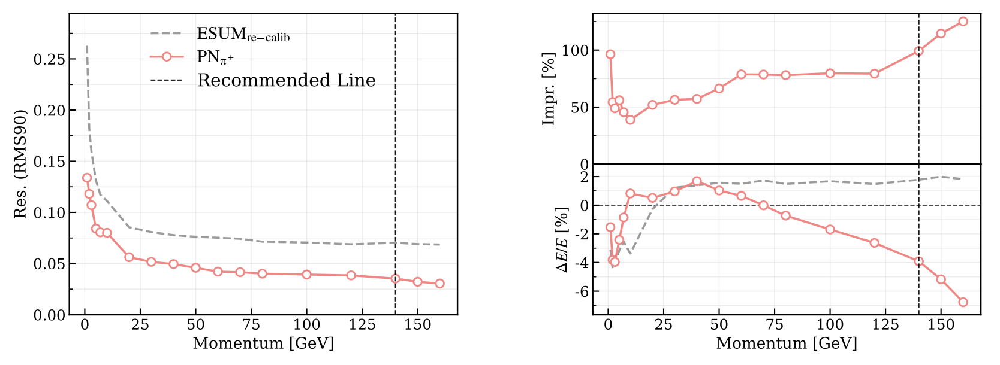 ESUM_re−calib
PN_π+
Recommended Line
Res. (RMS90)
0.25
0.20
0.15
0.10
0.05
0.00
0 25 50 75 100 125 150
Momentum [GeV]
Impr. [%]
100
50
0
ΔE/E [%]
2
0
-2
-4
-6
0 25 50 75 100 125 150
Momentum [GeV]